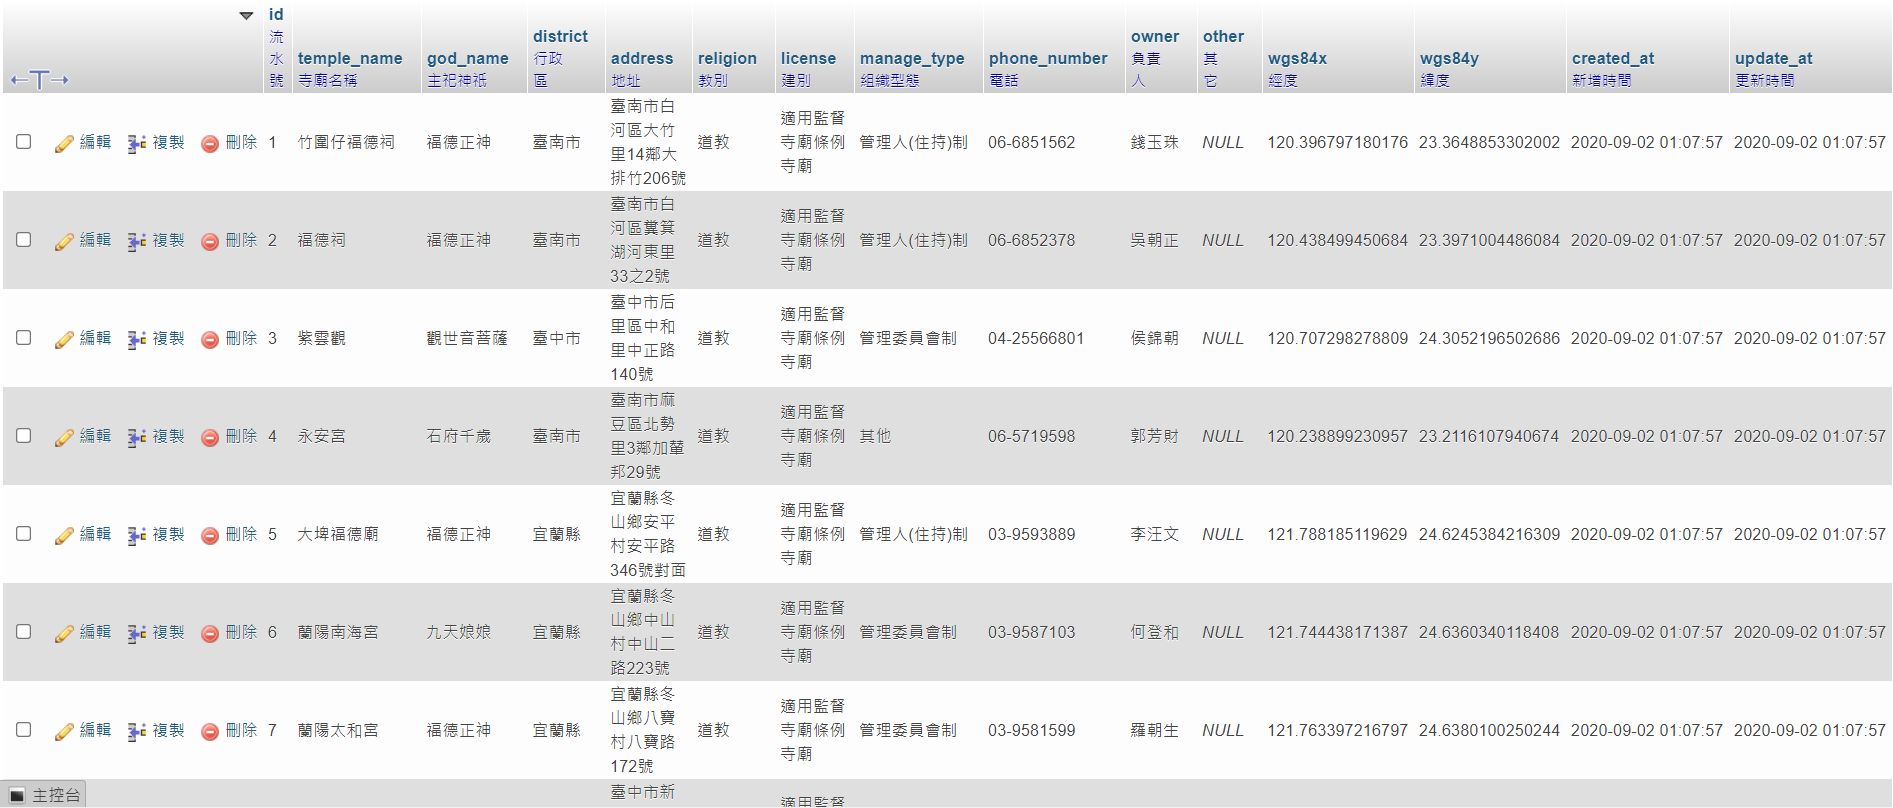 id 流水號 temple_name 寺廟名稱 god_name 主祀神祇 district 行政區 address 地址 religion 教別 license 建別 manage_type 組織型態 phone_number 電話 owner 負責人 other 其它 wgs84x 經度 wgs84y 緯度 created_at 新增時間 update_at 更新時間
編輯 複製 刪除 1 竹圍仔福德祠 福德正神 臺南市 臺南市白河區大竹里14鄰大排竹206號 道教 適用監督寺廟條例寺廟 管理人(住持)制 06-6851562 錢玉珠 NULL 120.396797180176 23.3648853302002 2020-09-02 01:07:57 2020-09-02 01:07:57
編輯 複製 刪除 2 福德祠 福德正神 臺南市 臺南市白河區糞箕湖河東里33之2號 道教 適用監督寺廟條例寺廟 管理人(住持)制 06-6852378 吳朝正 NULL 120.438499450684 23.3971004486084 2020-09-02 01:07:57 2020-09-02 01:07:57
編輯 複製 刪除 3 紫雲觀 觀世音菩薩 臺中市 臺中市后里區中和里中正路140號 道教 適用監督寺廟條例寺廟 管理委員會制 04-25566801 侯錦朝 NULL 120.707298278809 24.3052196502686 2020-09-02 01:07:57 2020-09-02 01:07:57
編輯 複製 刪除 4 永安宮 石府千歲 臺南市 臺南市麻豆區北勢里3鄰加輦邦29號 道教 適用監督寺廟條例寺廟 其他 06-5719598 郭芳財 NULL 120.238899230957 23.2116107940674 2020-09-02 01:07:57 2020-09-02 01:07:57
編輯 複製 刪除 5 大埤福德廟 福德正神 宜蘭縣 宜蘭縣冬山鄉安平村安平路346號對面 道教 適用監督寺廟條例寺廟 管理人(住持)制 03-9593889 李汪文 NULL 121.788185119629 24.6245384216309 2020-09-02 01:07:57 2020-09-02 01:07:57
編輯 複製 刪除 6 蘭陽南海宮 九天娘娘 宜蘭縣 宜蘭縣冬山鄉中山村中山二路223號 道教 適用監督寺廟條例寺廟 管理委員會制 03-9587103 何登和 NULL 121.744438171387 24.6360340118408 2020-09-02 01:07:57 2020-09-02 01:07:57
編輯 複製 刪除 7 蘭陽太和宮 福德正神 宜蘭縣 宜蘭縣冬山鄉八寶村八寶路172號 道教 適用監督寺廟條例寺廟 管理委員會制 03-9581599 羅朝生 NULL 121.763397216797 24.6380100250244 2020-09-02 01:07:57 2020-09-02 01:07:57
主控台 臺中市新 適用監督